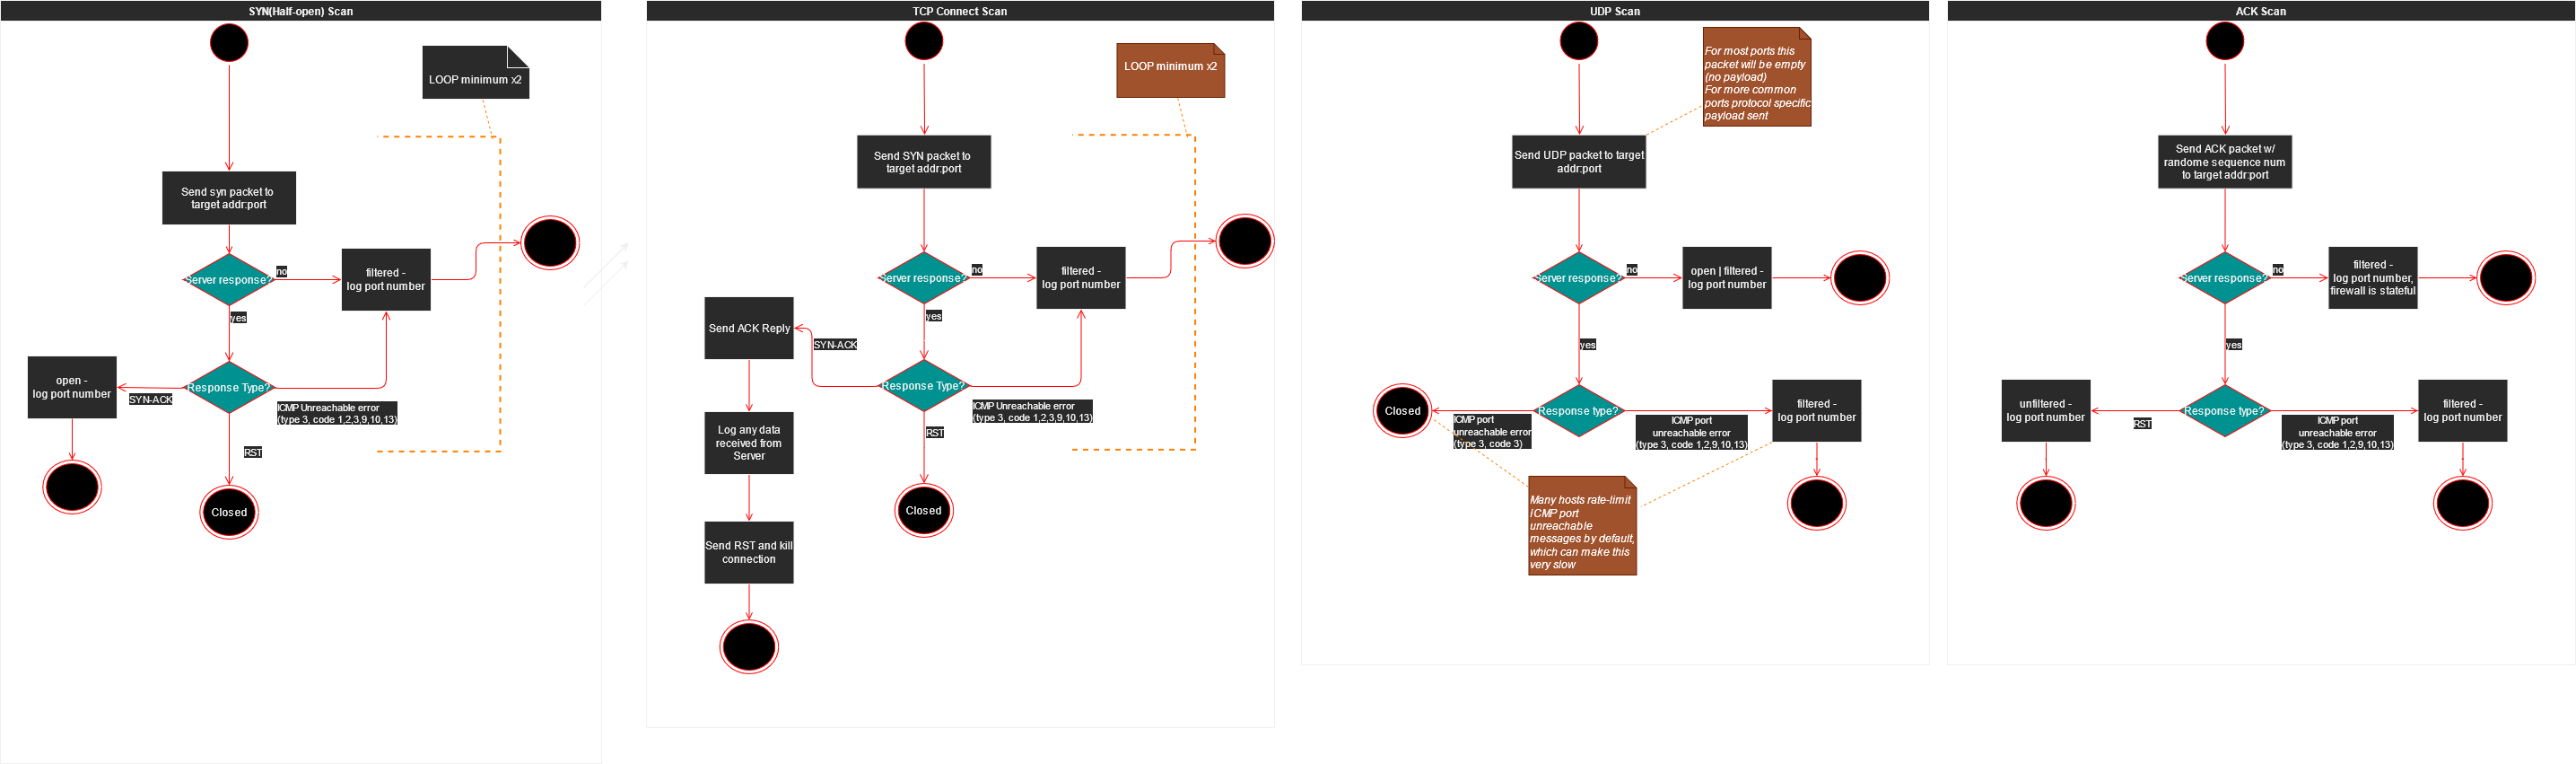 SYN(Half-open) Scan
LOOP minimum x2
Send syn packet to
target addr:port
Server response?
no
filtered -
log port number
yes
open -
log port number
SYN-ACK
Response Type?
ICMP Unreachable error
(type 3, code 1,2,3,9,10,13)
RST
Closed
TCP Connect Scan
LOOP minimum x2
Send SYN packet to
target addr:port
Server response?
no
filtered -
log port number
yes
Send ACK Reply
SYN-ACK
Response Type?
ICMP Unreachable error
(type 3, code 1,2,3,9,10,13)
RST
Log any data
received from
Server
Closed
Send RST and kill
connection
UDP Scan
For most ports this
packet will be empty
(no payload)
For more common
ports protocol specific
payload sent
Send UDP packet to target
addr:port
Server response?
no
open | filtered -
log port number
yes
Closed
ICMP port
unreachable error
(type 3, code 3)
Response type?
ICMP port
unreachable error
(type 3, code 1,2,9,10,13)
filtered -
log port number
Many hosts rate-limit
ICMP port
unreachable
messages by default,
which can make this
very slow
ACK Scan
Send ACK packet w/
randome sequence num
to target addr:port
Server response?
no
filtered -
log port number,
firewall is stateful
yes
unfiltered -
log port number
RST
Response type?
ICMP port
unreachable error
(type 3, code 1,2,9,10,13)
filtered -
log port number